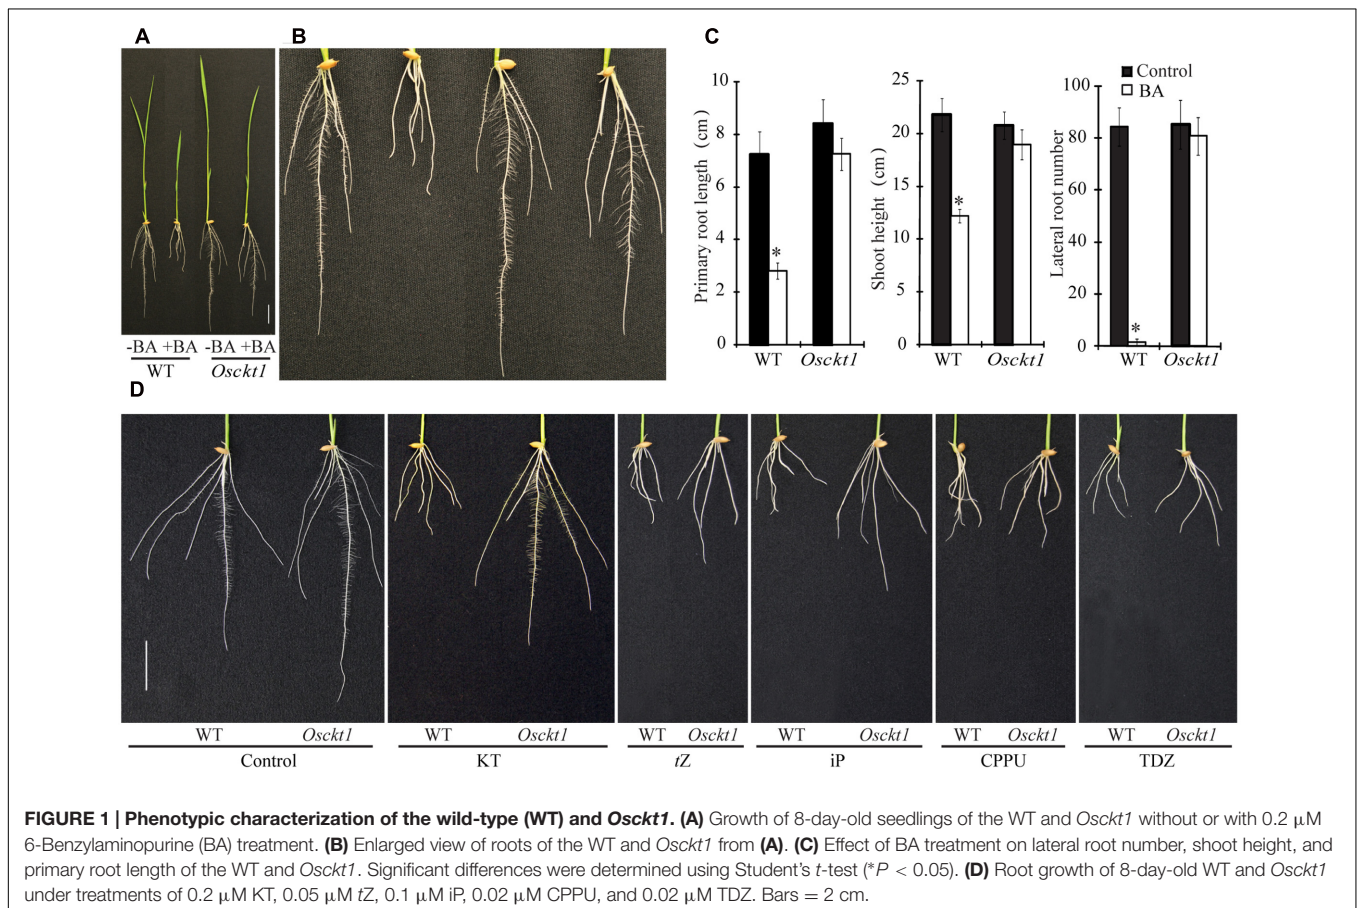 A
B
C
-BA +BA -BA +BA
WT Osckt1
Primary root length (cm)
10
8
6
4
2
0
WT Osckt1
Shoot height (cm)
25
20
15
10
5
0
WT Osckt1
Lateral root number
100
80
60
40
20
0
WT Osckt1
Control
BA
*
*
*
D
WT Osckt1 WT Osckt1 WT Osckt1 WT Osckt1 WT Osckt1 WT Osckt1
Control KT tZ iP CPPU TDZ
FIGURE 1 | Phenotypic characterization of the wild-type (WT) and Osckt1. (A) Growth of 8-day-old seedlings of the WT and Osckt1 without or with 0.2 μM
6-Benzylaminopurine (BA) treatment. (B) Enlarged view of roots of the WT and Osckt1 from (A). (C) Effect of BA treatment on lateral root number, shoot height, and
primary root length of the WT and Osckt1. Significant differences were determined using Student's t-test (*P < 0.05). (D) Root growth of 8-day-old WT and Osckt1
under treatments of 0.2 μM KT, 0.05 μM tZ, 0.1 μM iP, 0.02 μM CPPU, and 0.02 μM TDZ. Bars = 2 cm.